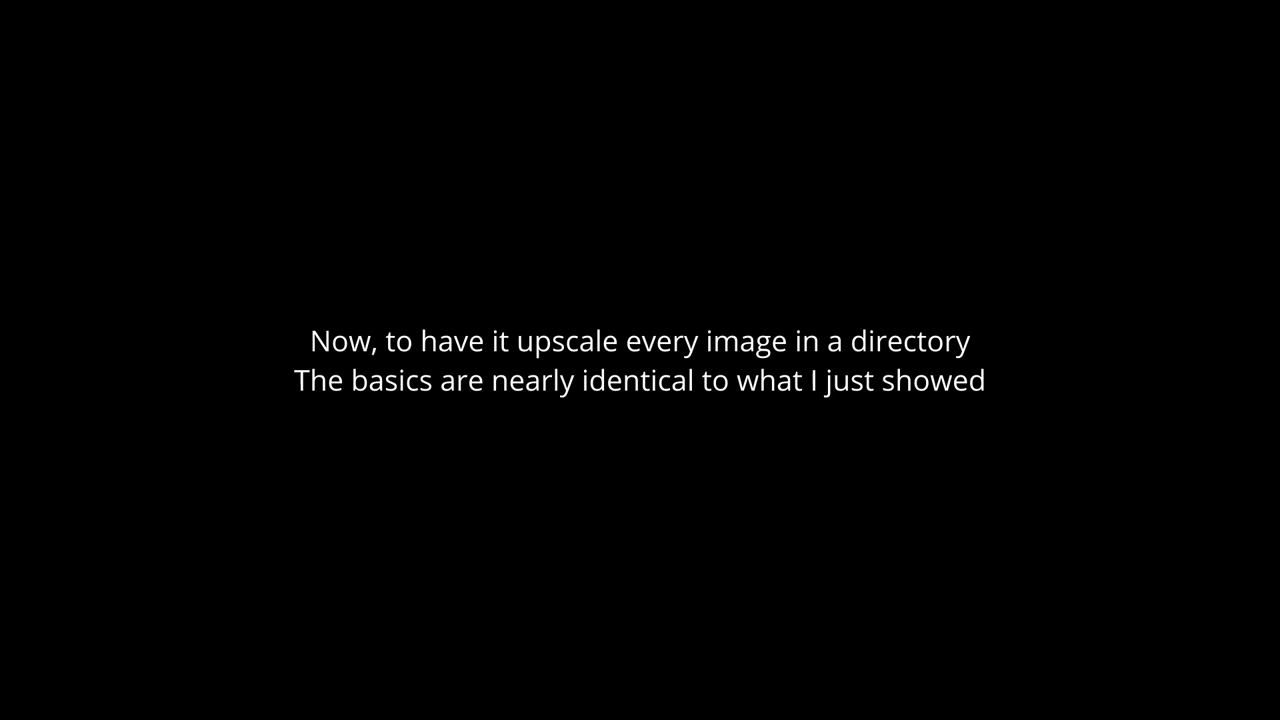 Now, to have it upscale every image in a directory
The basics are nearly identical to what I just showed